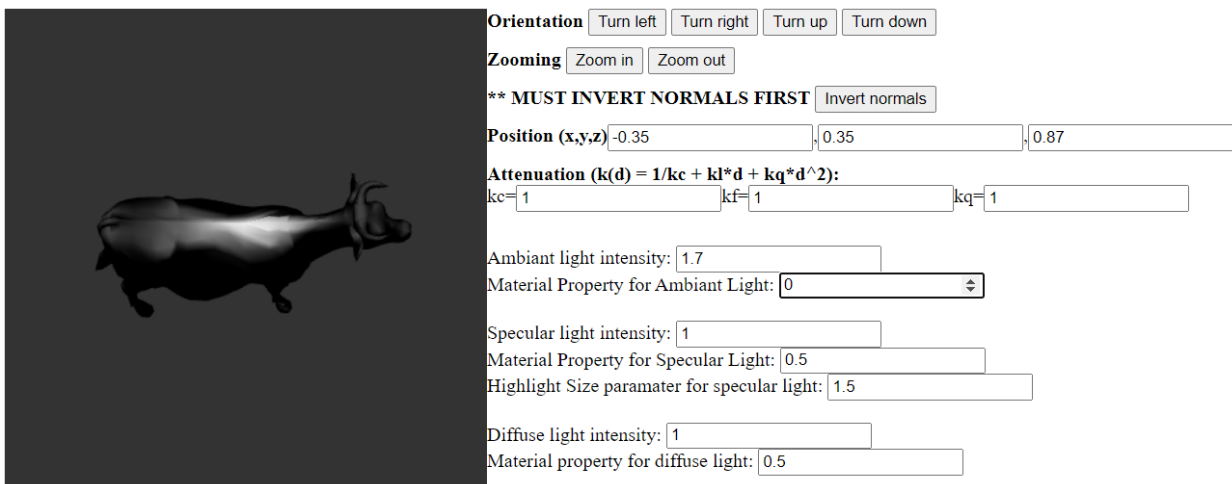 Orientation Turn left Turn right Turn up Turn down
Zooming Zoom in Zoom out
** MUST INVERT NORMALS FIRST Invert normals
Position (x,y,z) -0.35 , 0.35 , 0.87
Attenuation (k(d) = 1/kc + kl*d + kq*d^2):
kc= 1 kf= 1 kq= 1
Ambiant light intensity: 1.7
Material Property for Ambiant Light: 0
Specular light intensity: 1
Material Property for Specular Light: 0.5
Highlight Size paramater for specular light: 1.5
Diffuse light intensity: 1
Material property for diffuse light: 0.5